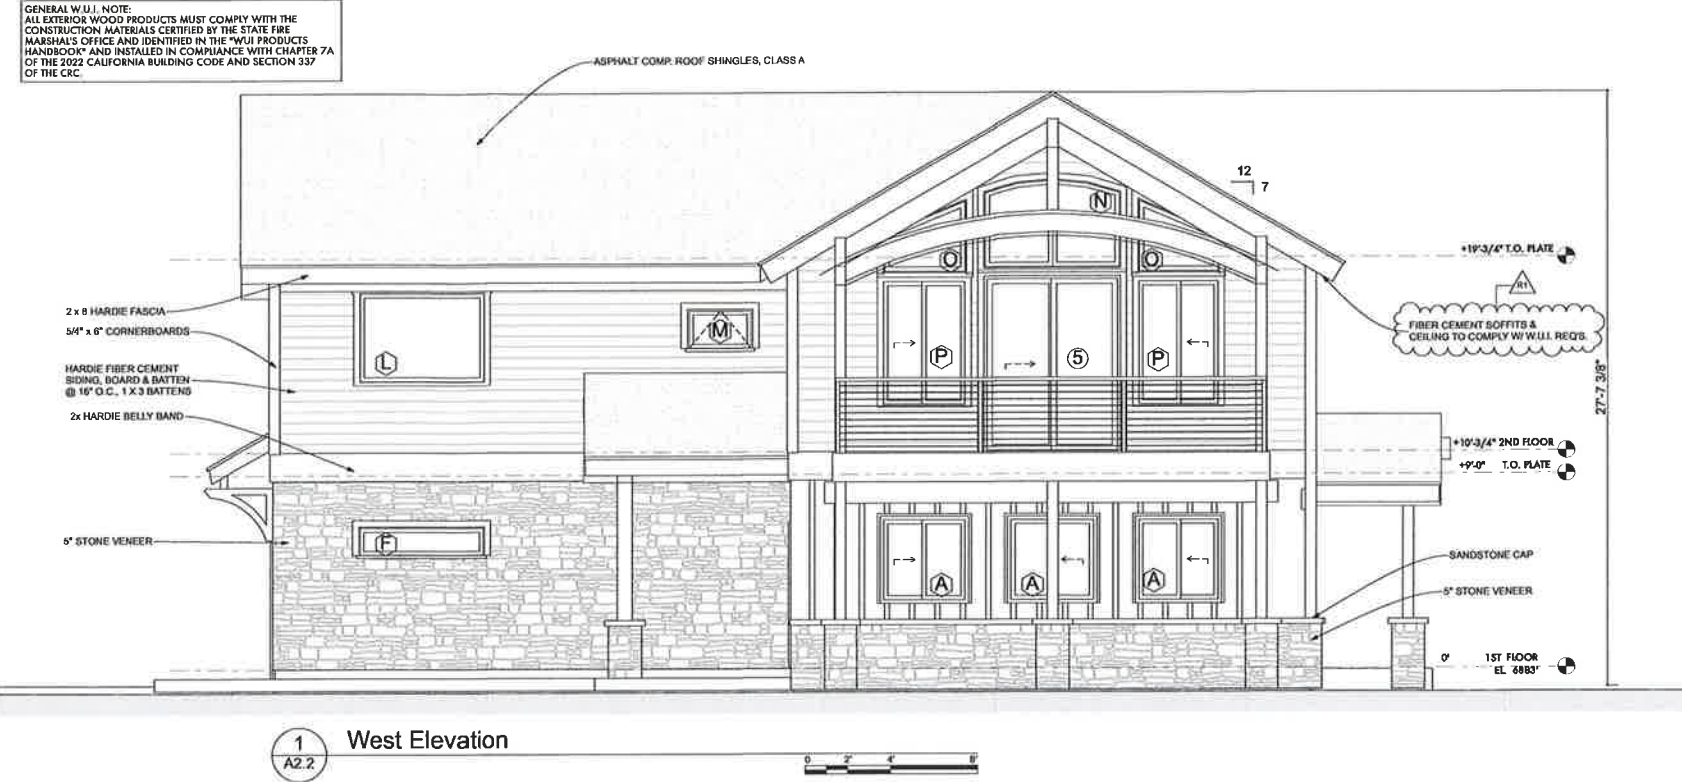 GENERAL W.U.I. NOTE:
ALL EXTERIOR WOOD PRODUCTS MUST COMPLY WITH THE
CONSTRUCTION MATERIALS CERTIFIED BY THE STATE FIRE
MARSHAL'S OFFICE AND IDENTIFIED IN THE "WUI PRODUCTS
HANDBOOK" AND INSTALLED IN COMPLIANCE WITH CHAPTER 7A
OF THE 2022 CALIFORNIA BUILDING CODE AND SECTION 337
OF THE CRC.
ASPHALT COMP. ROOF SHINGLES, CLASS A
12
7
N
+19'-3/4" T.O. PLATE
O
O
R1
2 x 8 HARDIE FASCIA
5/4" x 6" CORNERBOARDS
FIBER CEMENT SOFFITS &
CEILING TO COMPLY W/ W.U.I. REQ'S.
M
L
P
5
P
HARDIE FIBER CEMENT
SIDING, BOARD & BATTEN
@ 16" O.C., 1 X 3 BATTENS
27'-7 3/8"
2x HARDIE BELLY BAND
+10'-3/4" 2ND FLOOR
+9'-0" T.O. PLATE
5" STONE VENEER
F
SANDSTONE CAP
A
A
A
5" STONE VENEER
0' 1ST FLOOR
EL 6883'
1
A2.2
West Elevation
0 2' 4' 8'